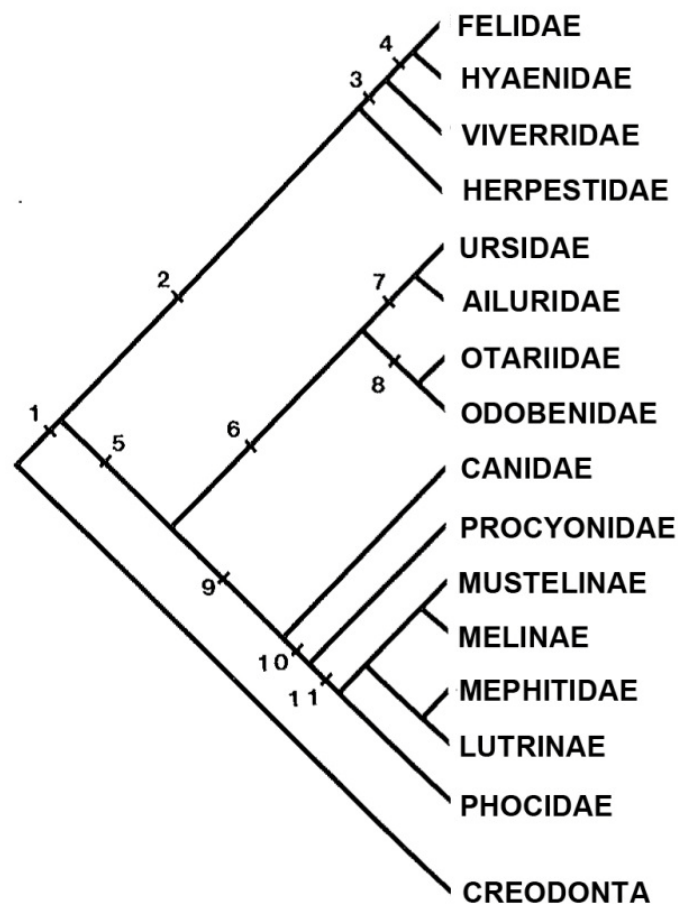 FELIDAE
4
HYAENIDAE
3
VIVERRIDAE
HERPESTIDAE
URSIDAE
2
7
AILURIDAE
OTARIIDAE
8
ODOBENIDAE
1
6
5
CANIDAE
PROCYONIDAE
9
MUSTELINAE
MELINAE
10
11
MEPHITIDAE
LUTRINAE
PHOCIDAE
CREODONTA